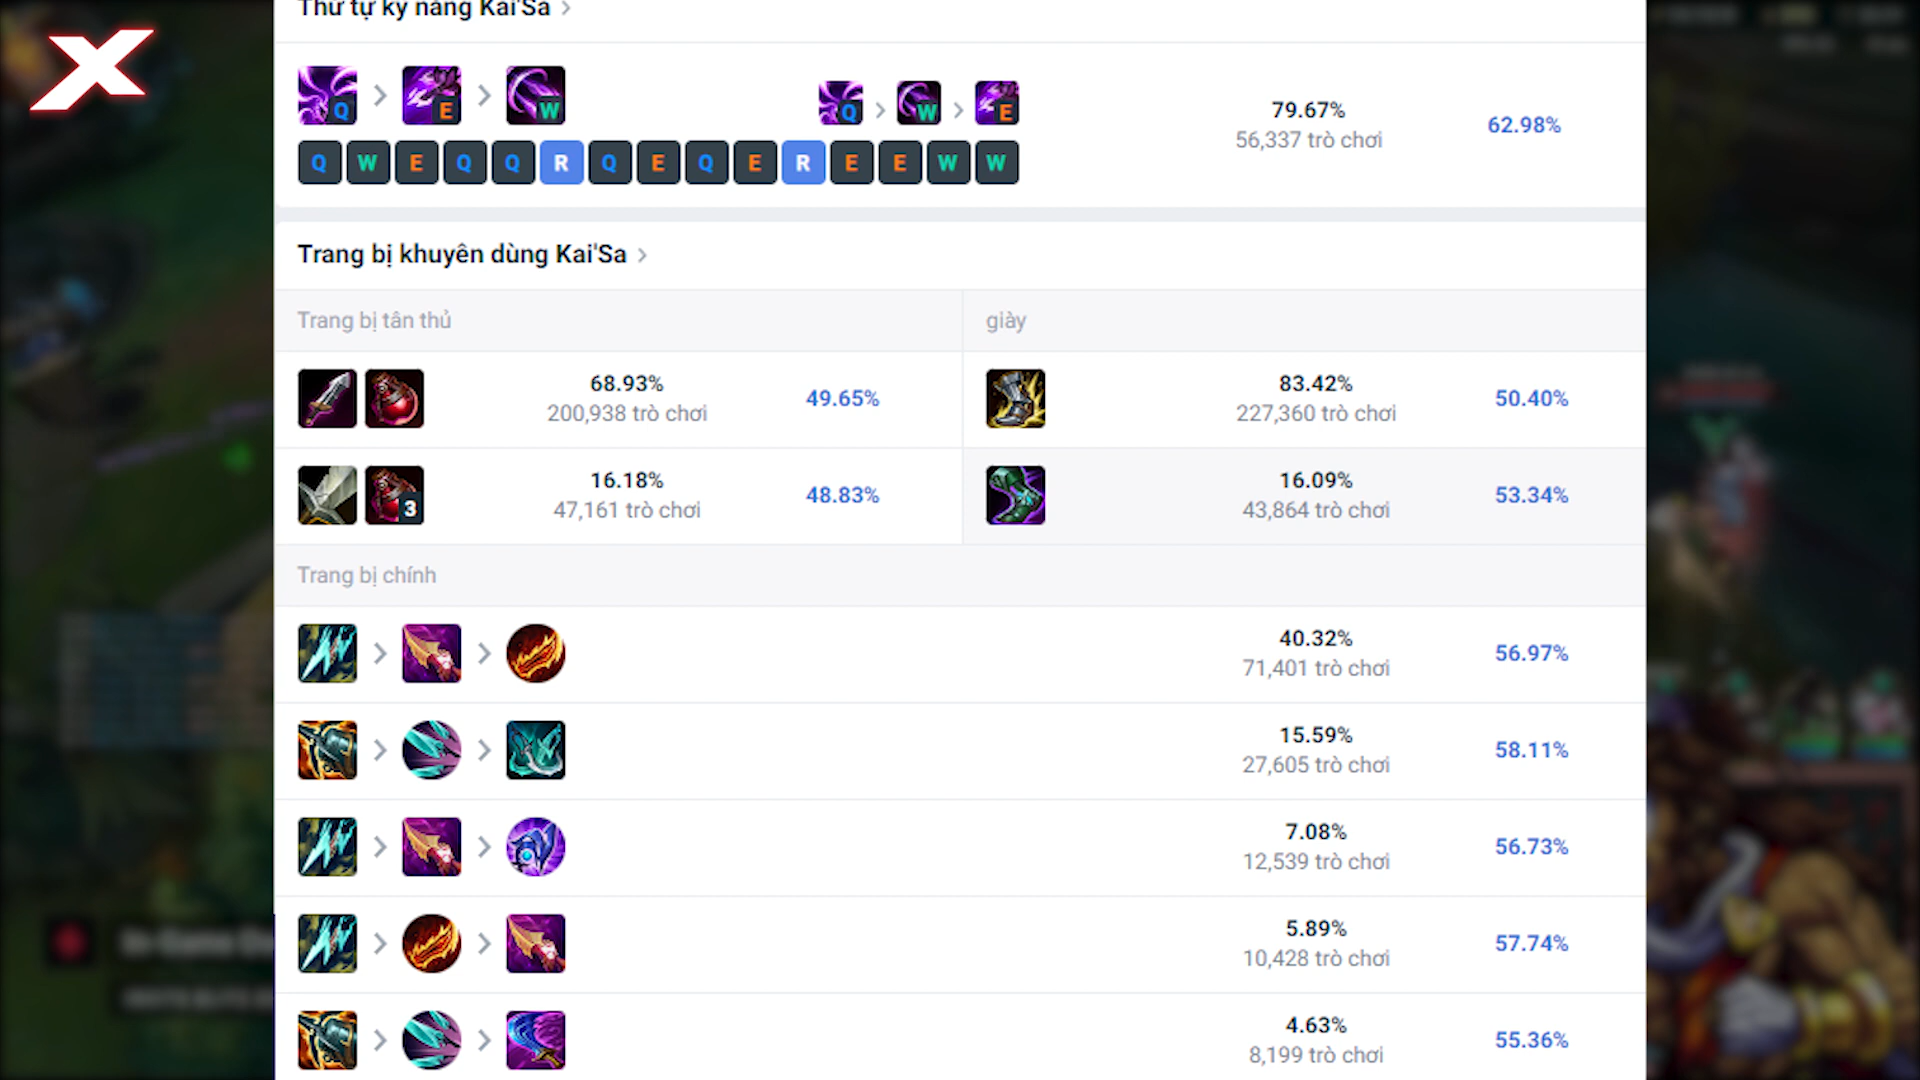 Thứ tự kỹ năng Kai'Sa >
Q > E > W
Q > W > E
79.67%
56,337 trò chơi
62.98%
Q W E Q Q R Q E Q E R E E W W
Trang bị khuyên dùng Kai'Sa >
Trang bị tân thủ
giày
68.93%
200,938 trò chơi
49.65%
83.42%
227,360 trò chơi
50.40%
3
16.18%
47,161 trò chơi
48.83%
16.09%
43,864 trò chơi
53.34%
Trang bị chính
40.32%
71,401 trò chơi
56.97%
15.59%
27,605 trò chơi
58.11%
7.08%
12,539 trò chơi
56.73%
5.89%
10,428 trò chơi
57.74%
4.63%
8,199 trò chơi
55.36%